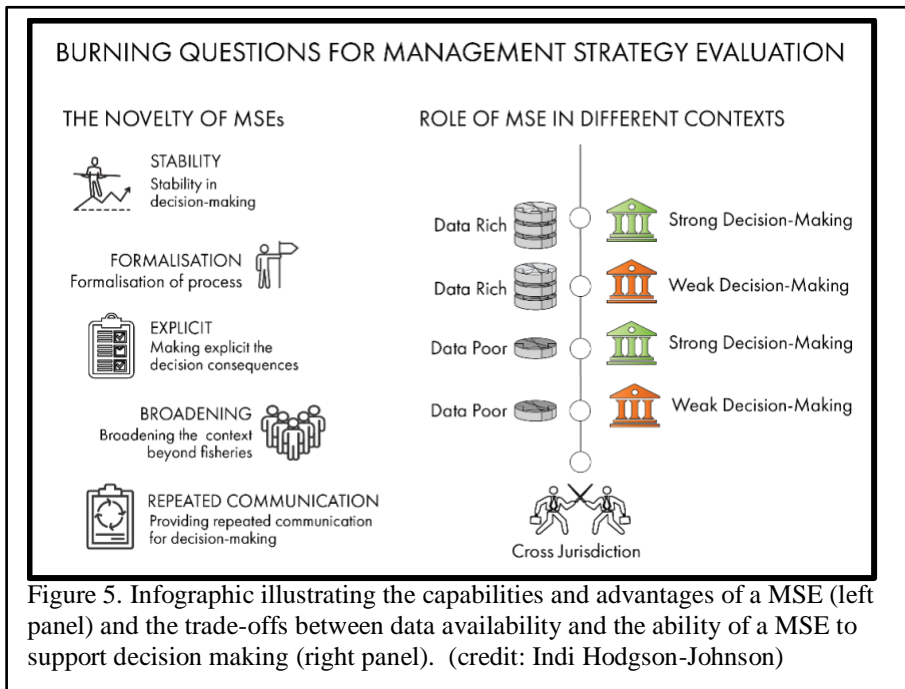 BURNING QUESTIONS FOR MANAGEMENT STRATEGY EVALUATION
THE NOVELTY OF MSEs
STABILITY
Stability in
decision-making
FORMALISATION
Formalisation of process
EXPLICIT
Making explicit the
decision consequences
BROADENING
Broadening the context
beyond fisheries
REPEATED COMMUNICATION
Providing repeated communication
for decision-making
ROLE OF MSE IN DIFFERENT CONTEXTS
Data Rich
Strong Decision-Making
Data Rich
Weak Decision-Making
Data Poor
Strong Decision-Making
Data Poor
Weak Decision-Making
Cross Jurisdiction
Figure 5. Infographic illustrating the capabilities and advantages of a MSE (left
panel) and the trade-offs between data availability and the ability of a MSE to
support decision making (right panel). (credit: Indi Hodgson-Johnson)